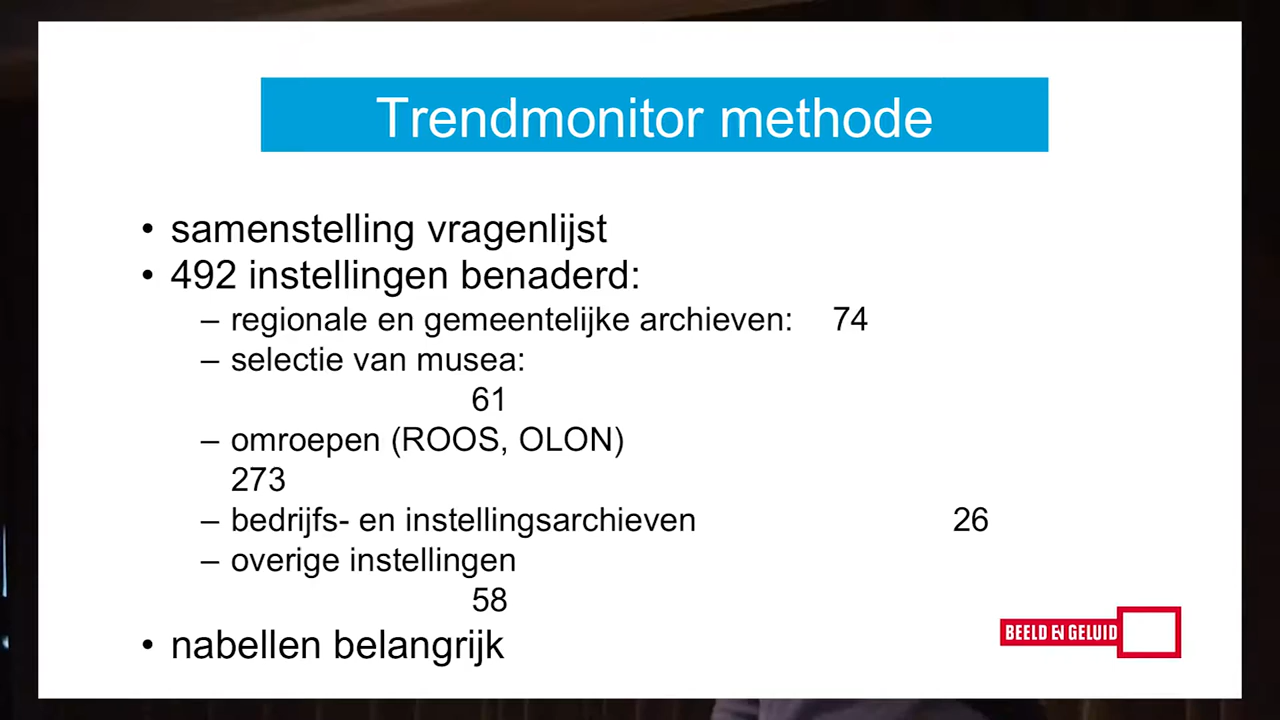 Trendmonitor methode
• samenstelling vragenlijst
• 492 instellingen benaderd:
– regionale en gemeentelijke archieven: 74
– selectie van musea:
61
– omroepen (ROOS, OLON)
273
– bedrijfs- en instellingsarchieven 26
– overige instellingen
58
• nabellen belangrijk
BEELD EN GELUID